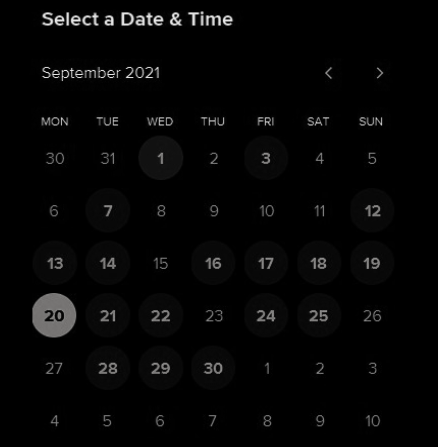 Select a Date & Time
September 2021
MON TUE WED THU FRI SAT SUN
30 31 1 2 3 4 5
6 7 8 9 10 11 12
13 14 15 16 17 18 19
20 21 22 23 24 25 26
27 28 29 30 1 2 3
4 5 6 7 8 9 10